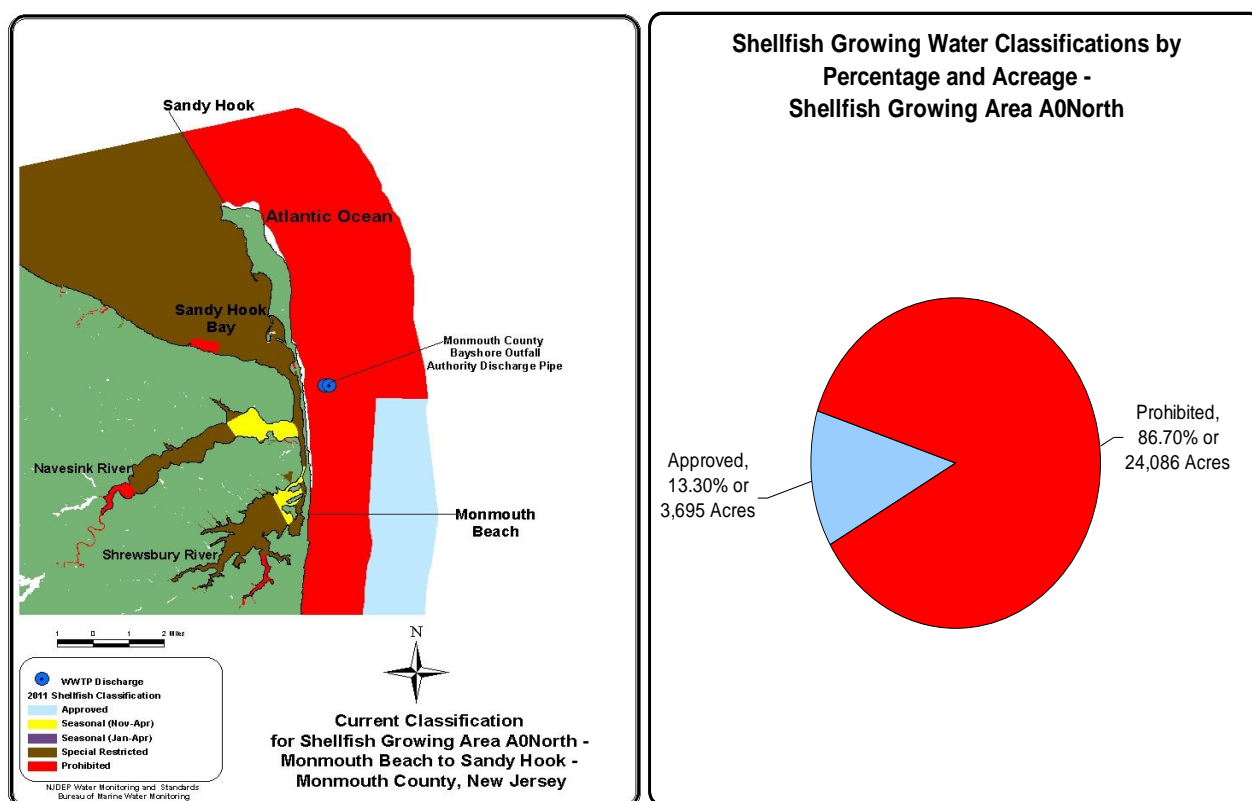 Sandy Hook
Atlantic Ocean
Sandy Hook
Bay
Monmouth County
Bayshore Outfall
Authority Discharge Pipe
Navesink River
Monmouth
Beach
Shrewsbury River
1 0 1 2 Miles
N
WWTP Discharge
2011 Shellfish Classification
Approved
Seasonal (Nov-Apr)
Seasonal (Jan-Apr)
Special Restricted
Prohibited
NJDEP Water Monitoring and Standards
Bureau of Marine Water Monitoring
Current Classification
for Shellfish Growing Area A0North -
Monmouth Beach to Sandy Hook -
Monmouth County, New Jersey
Shellfish Growing Water Classifications by
Percentage and Acreage -
Shellfish Growing Area A0North
Prohibited,
86.70% or
24,086 Acres
Approved,
13.30% or
3,695 Acres